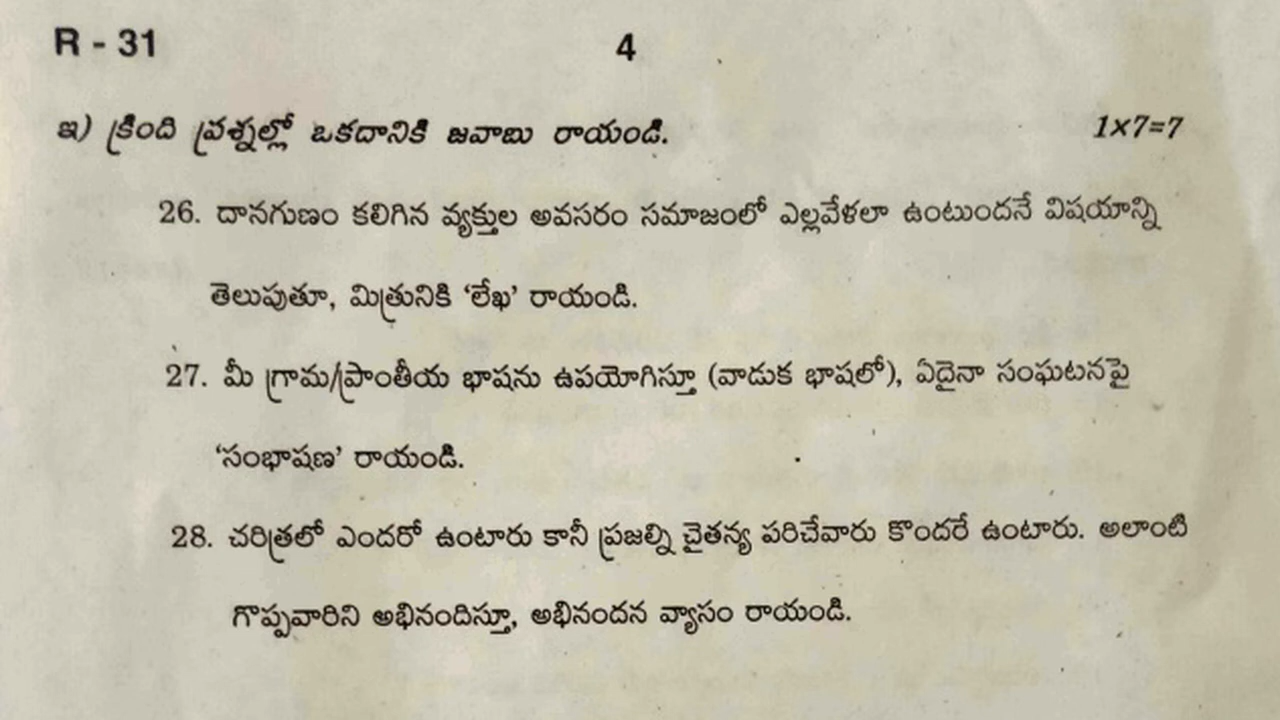 R - 31 4
ఇ) క్రింది ప్రశ్నల్లో ఒకదానికి జవాబు రాయండి. 1×7=7
26. దానగుణం కలిగిన వ్యక్తుల అవసరం సమాజంలో ఎల్లవేళలా ఉంటుందనే విషయాన్ని
తెలుపుతూ, మిత్రునికి ‘లేఖ’ రాయండి.
27. మీ గ్రామ/ప్రాంతీయ భాషను ఉపయోగిస్తూ (వాడుక భాషలో), ఏదైనా సంఘటనపై
‘సంభాషణ’ రాయండి.
28. చరిత్రలో ఎందరో ఉంటారు కానీ ప్రజల్ని చైతన్య పరిచేవారు కొందరే ఉంటారు. అలాంటి
గొప్పవారిని అభినందిస్తూ, అభినందన వ్యాసం రాయండి.